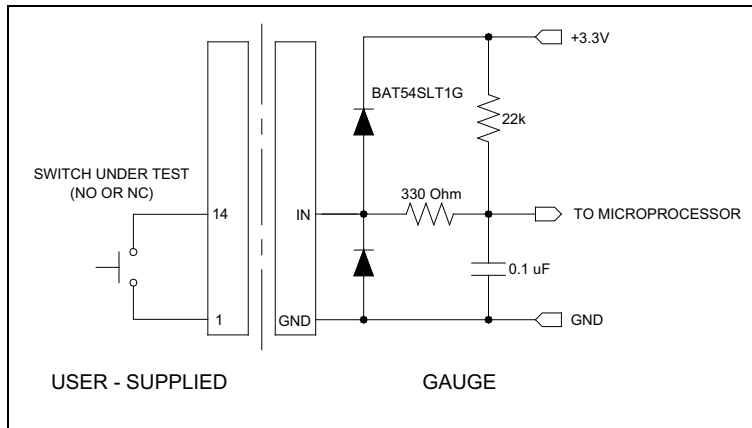 +3.3V
BAT54SLT1G
22k
SWITCH UNDER TEST
(NO OR NC)
330 Ohm
14
IN
TO MICROPROCESSOR
0.1 uF
1
GND
GND
USER - SUPPLIED
GAUGE